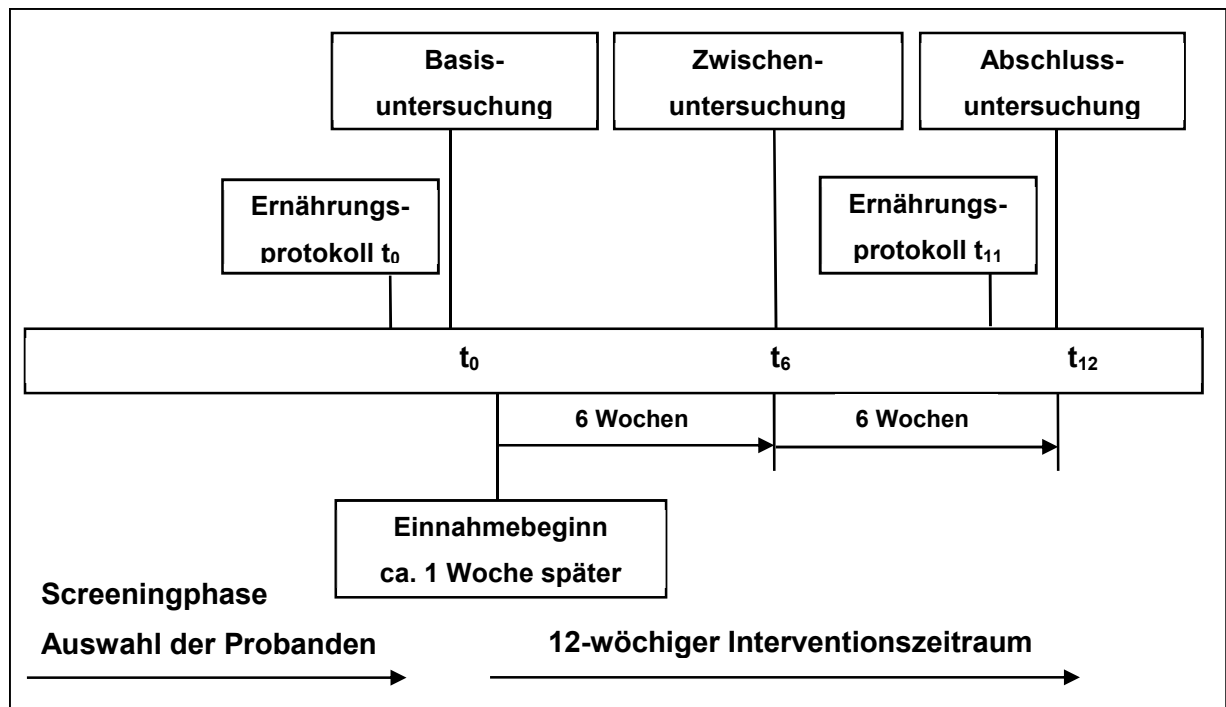 Basis-
untersuchung
Zwischen-
untersuchung
Abschluss-
untersuchung
Ernährungs-
protokoll t₀
Ernährungs-
protokoll t₁₁
t₀
t₆
t₁₂
6 Wochen
6 Wochen
Einnahmebeginn
ca. 1 Woche später
Screeningphase
Auswahl der Probanden
12-wöchiger Interventionszeitraum